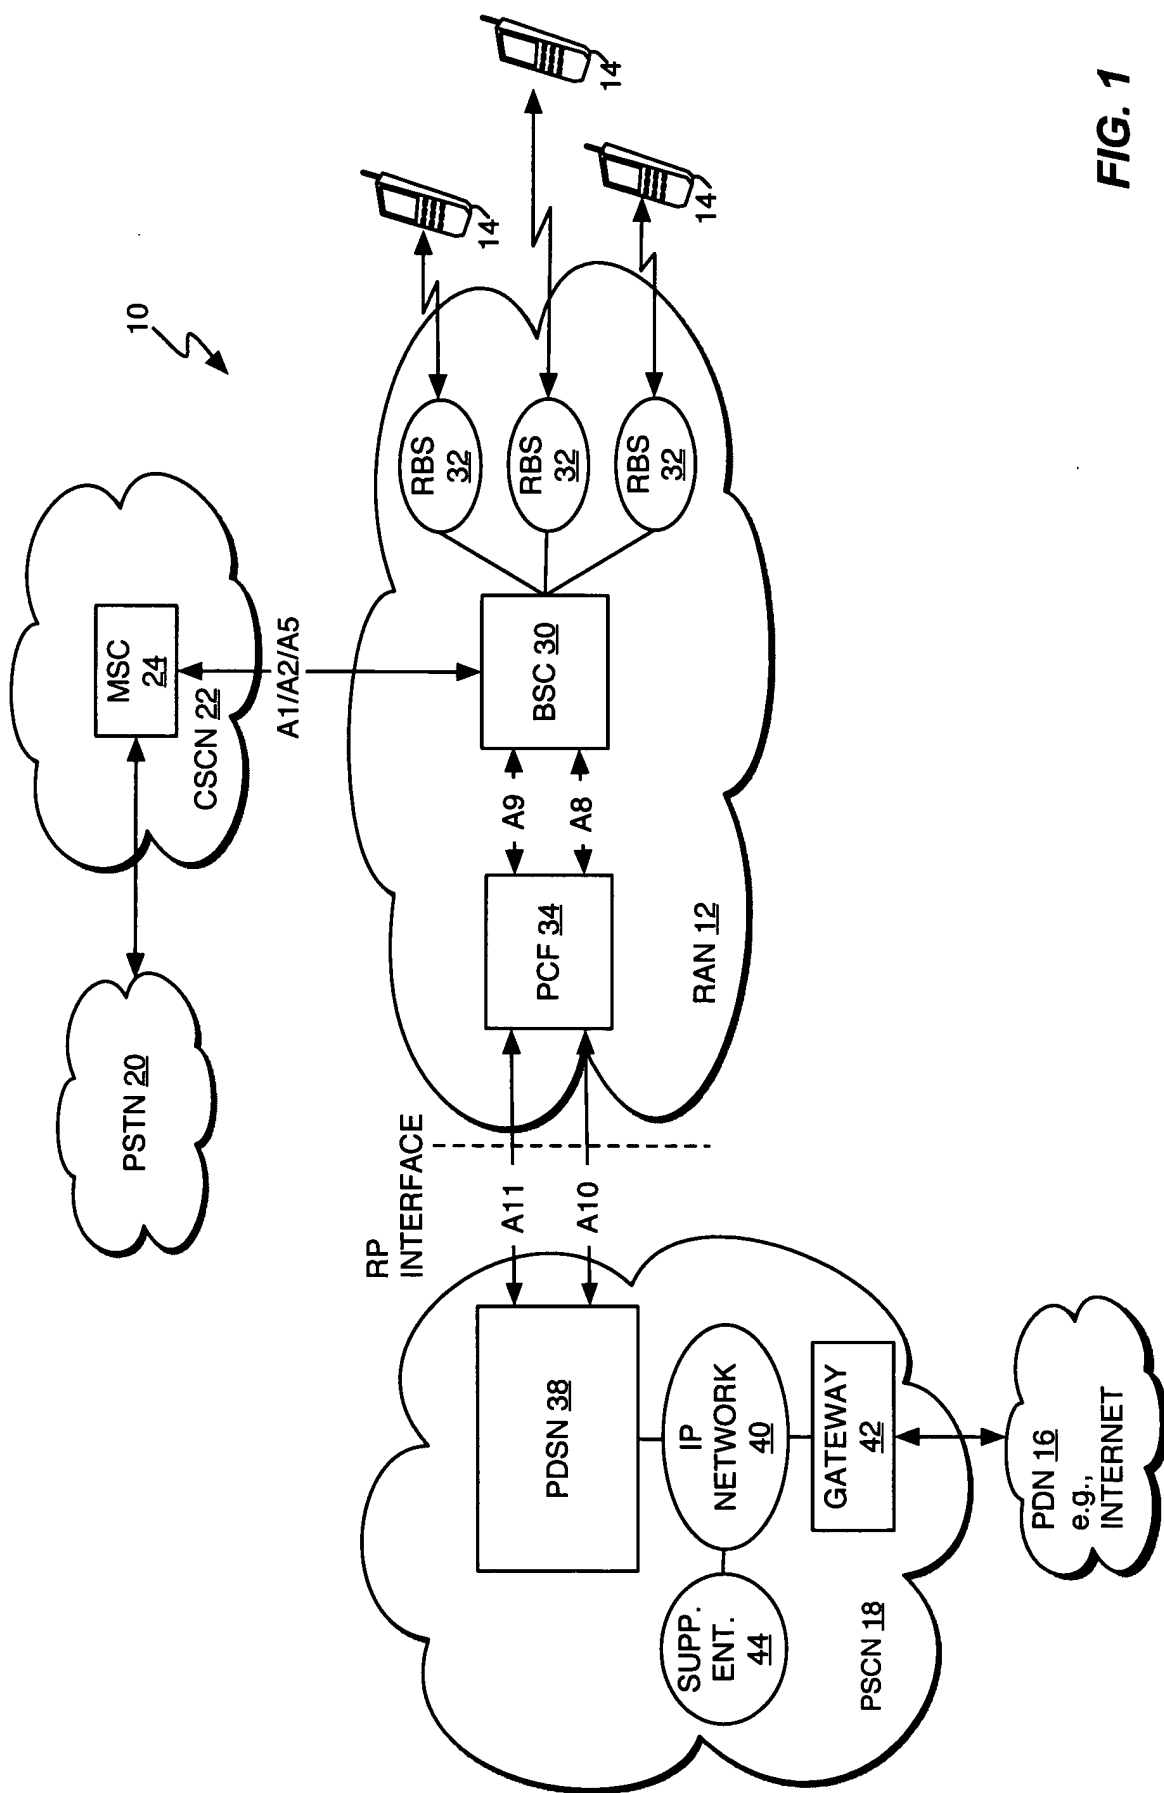 10
PSTN 20
MSC
24
CSCN 22
A1/A2/A5
RP
INTERFACE
14
14
14
PDSN 38
A11
A10
PCF 34
A9
A8
BSC 30
RBS
32
RBS
32
RBS
32
RAN 12
SUPP.
ENT.
44
IP
NETWORK
40
GATEWAY
42
PSCN 18
PDN 16
e.g.,
INTERNET
FIG. 1